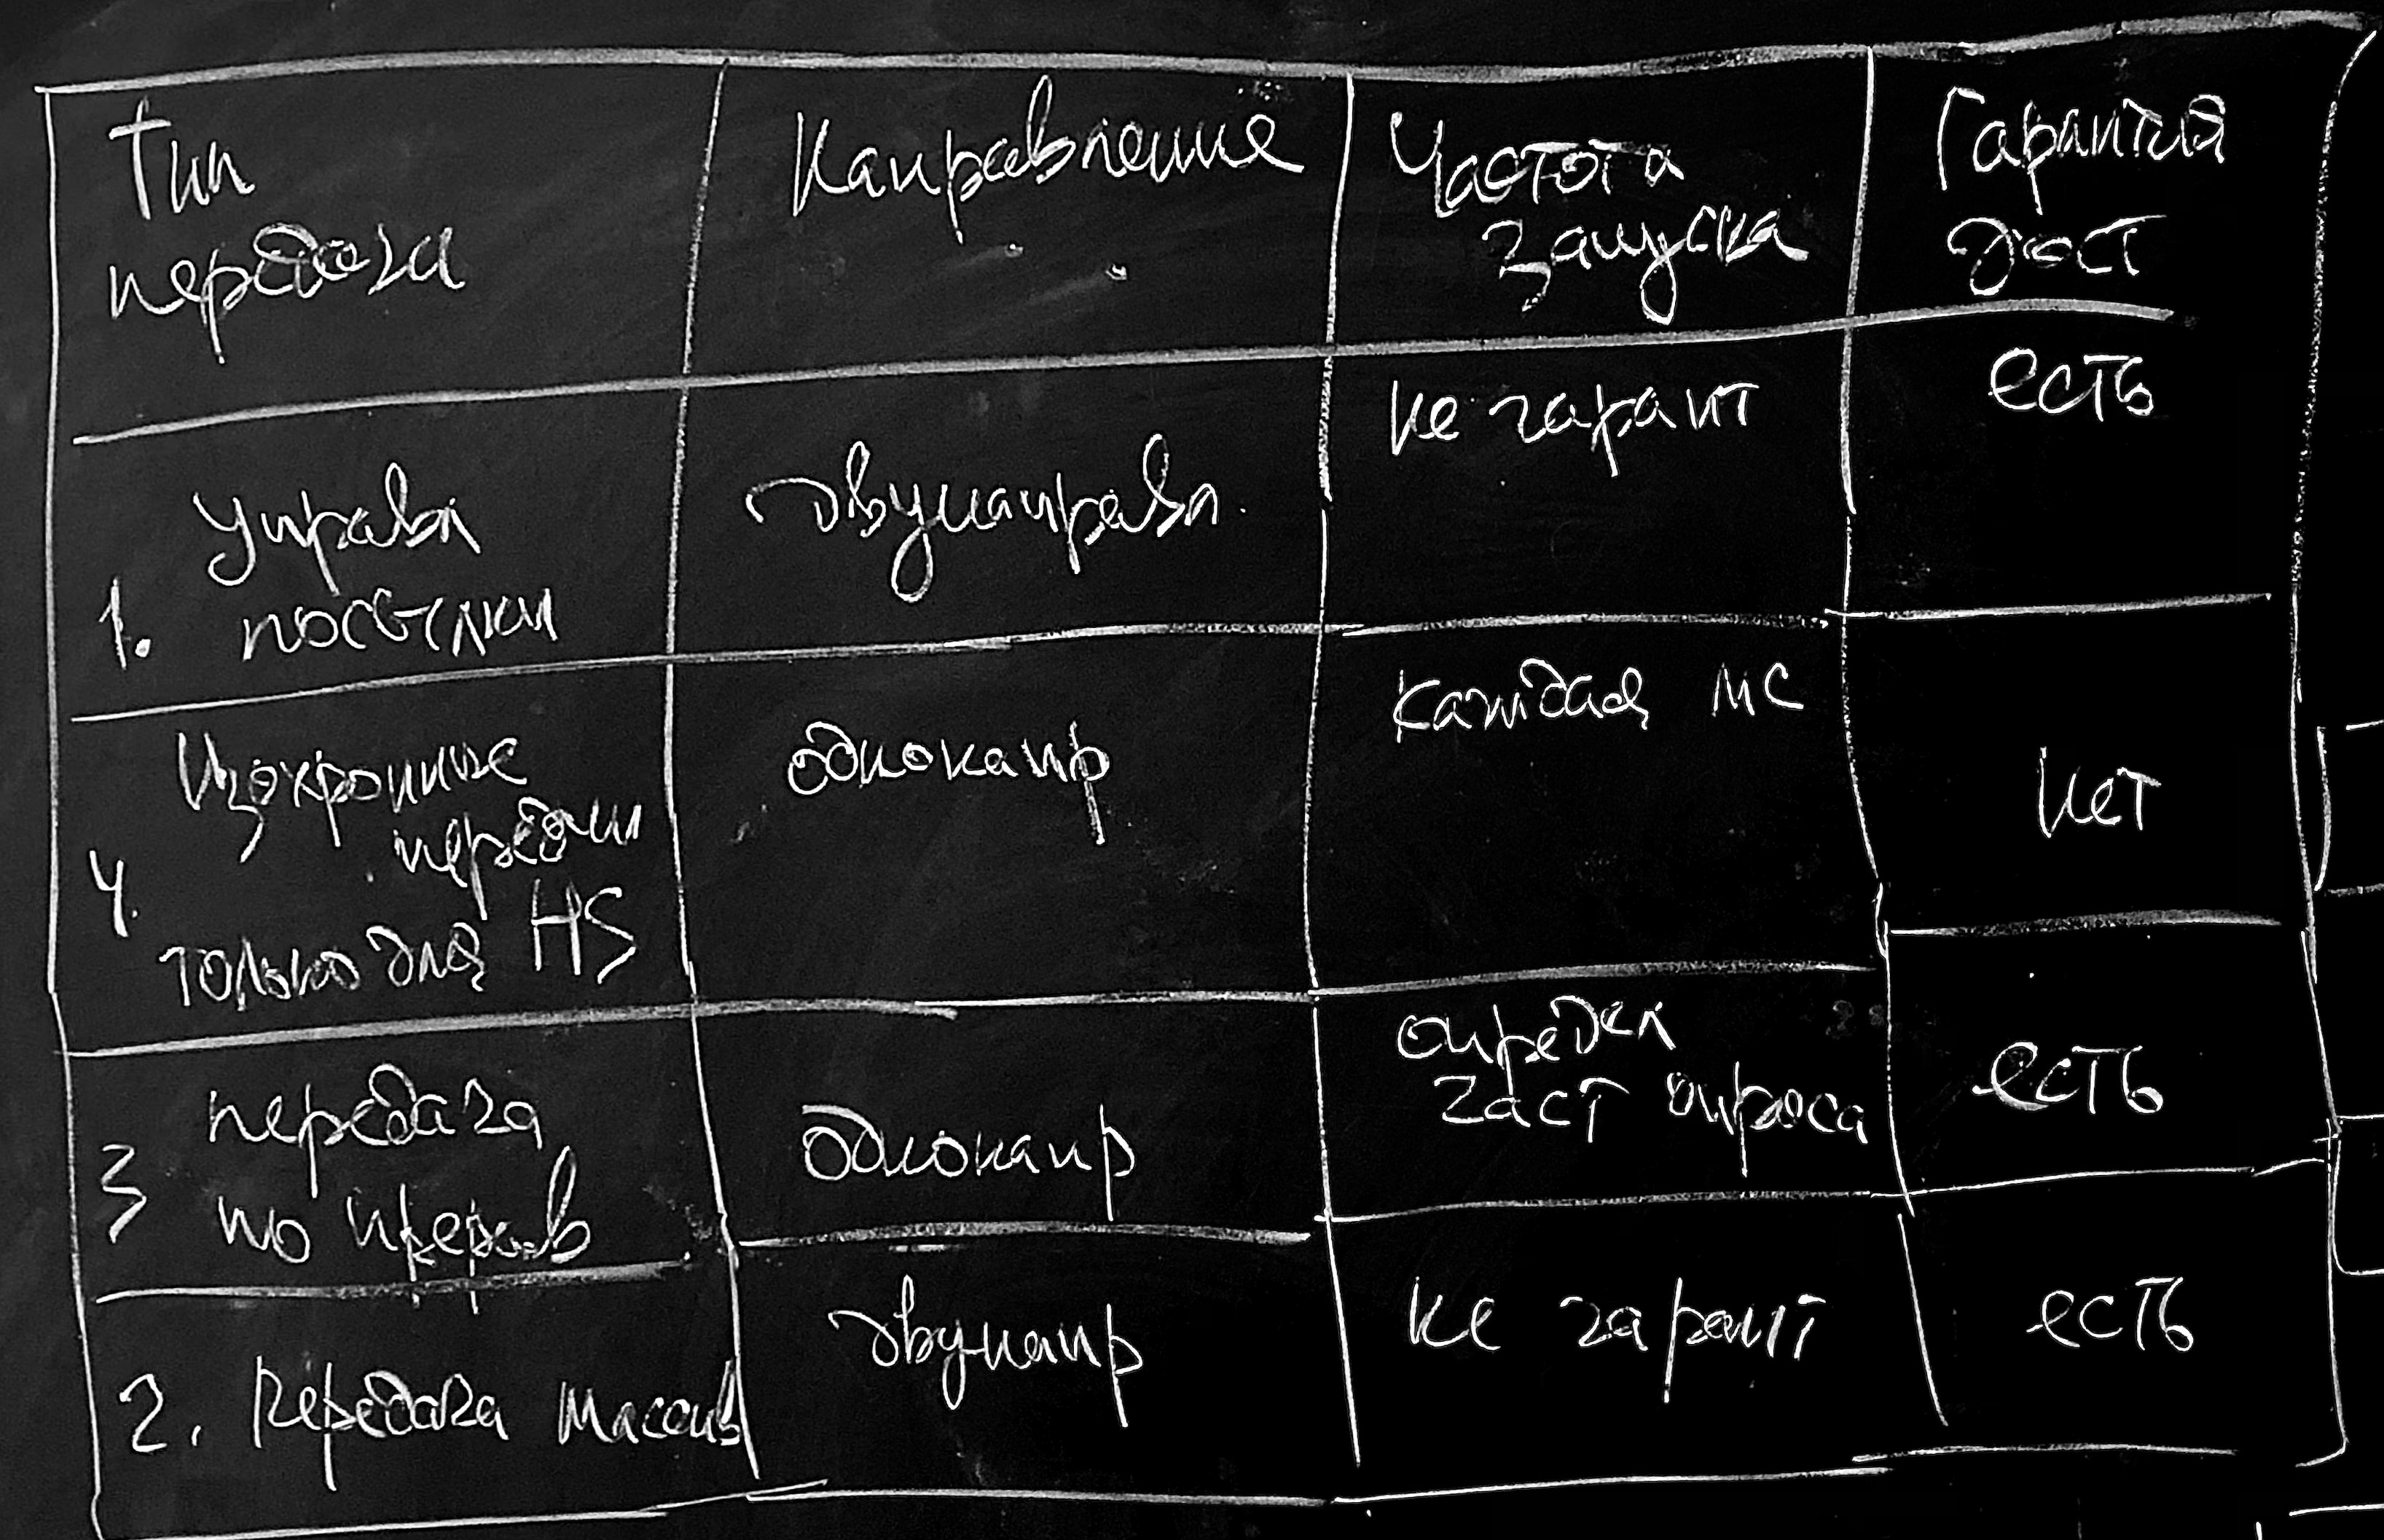 Тип
передачи
Направление
Частота
запуска
Гарантия
дост
1. Управл
посылки
двунаправл.
не гарант
есть
4. Изохронные
передачи
только для HS
однонапр
каждая мс
нет
3 передача
по прерыв
однонапр
определ
част опроса
есть
2. Передача массив
двунапр
не гарант
есть